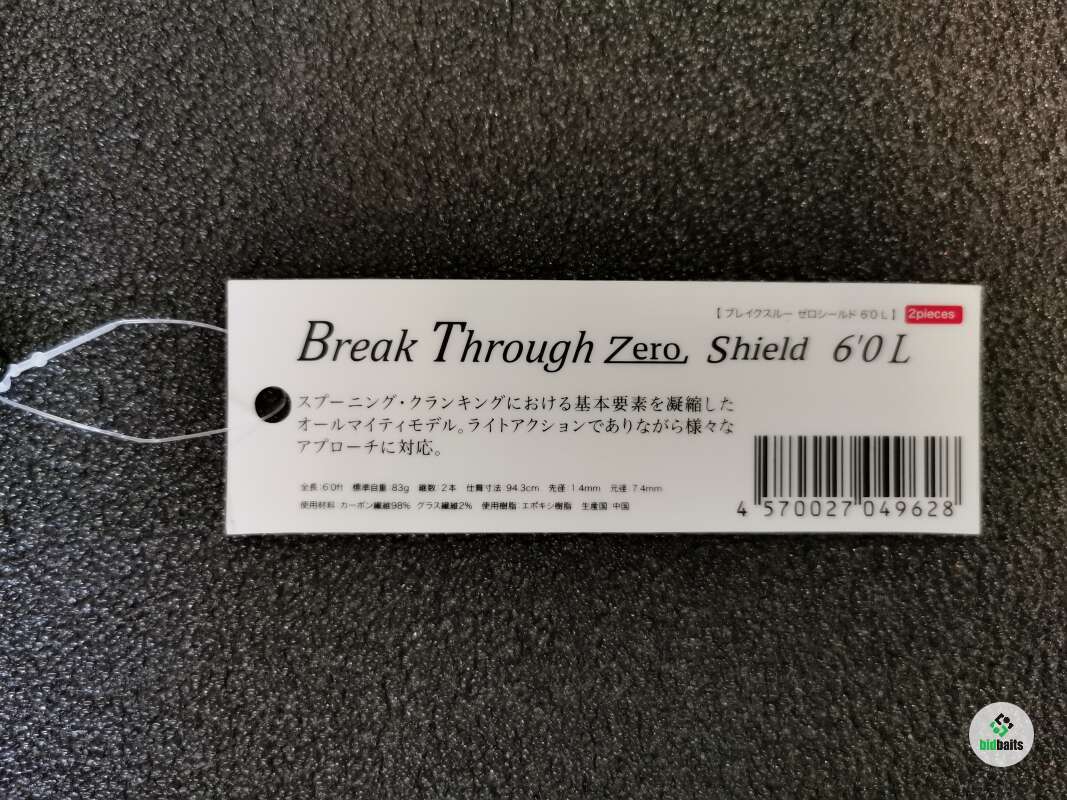 【 ブレイクスルー ゼロシールド 6'0 L 】 2pieces
Break Through Zero, Shield 6'0 L
スプーニング・クランキングにおける基本要素を凝縮した
オールマイティモデル。ライトアクションでありながら様々な
アプローチに対応。
全長:6'0ft 標準自重:83g 継数:2本 仕舞寸法:94.3cm 先径:1.4mm 元径:7.4mm
使用材料:カーボン繊維98% グラス繊維2% 使用樹脂:エポキシ樹脂 生産国:中国
4 570027 049628
bidbaits